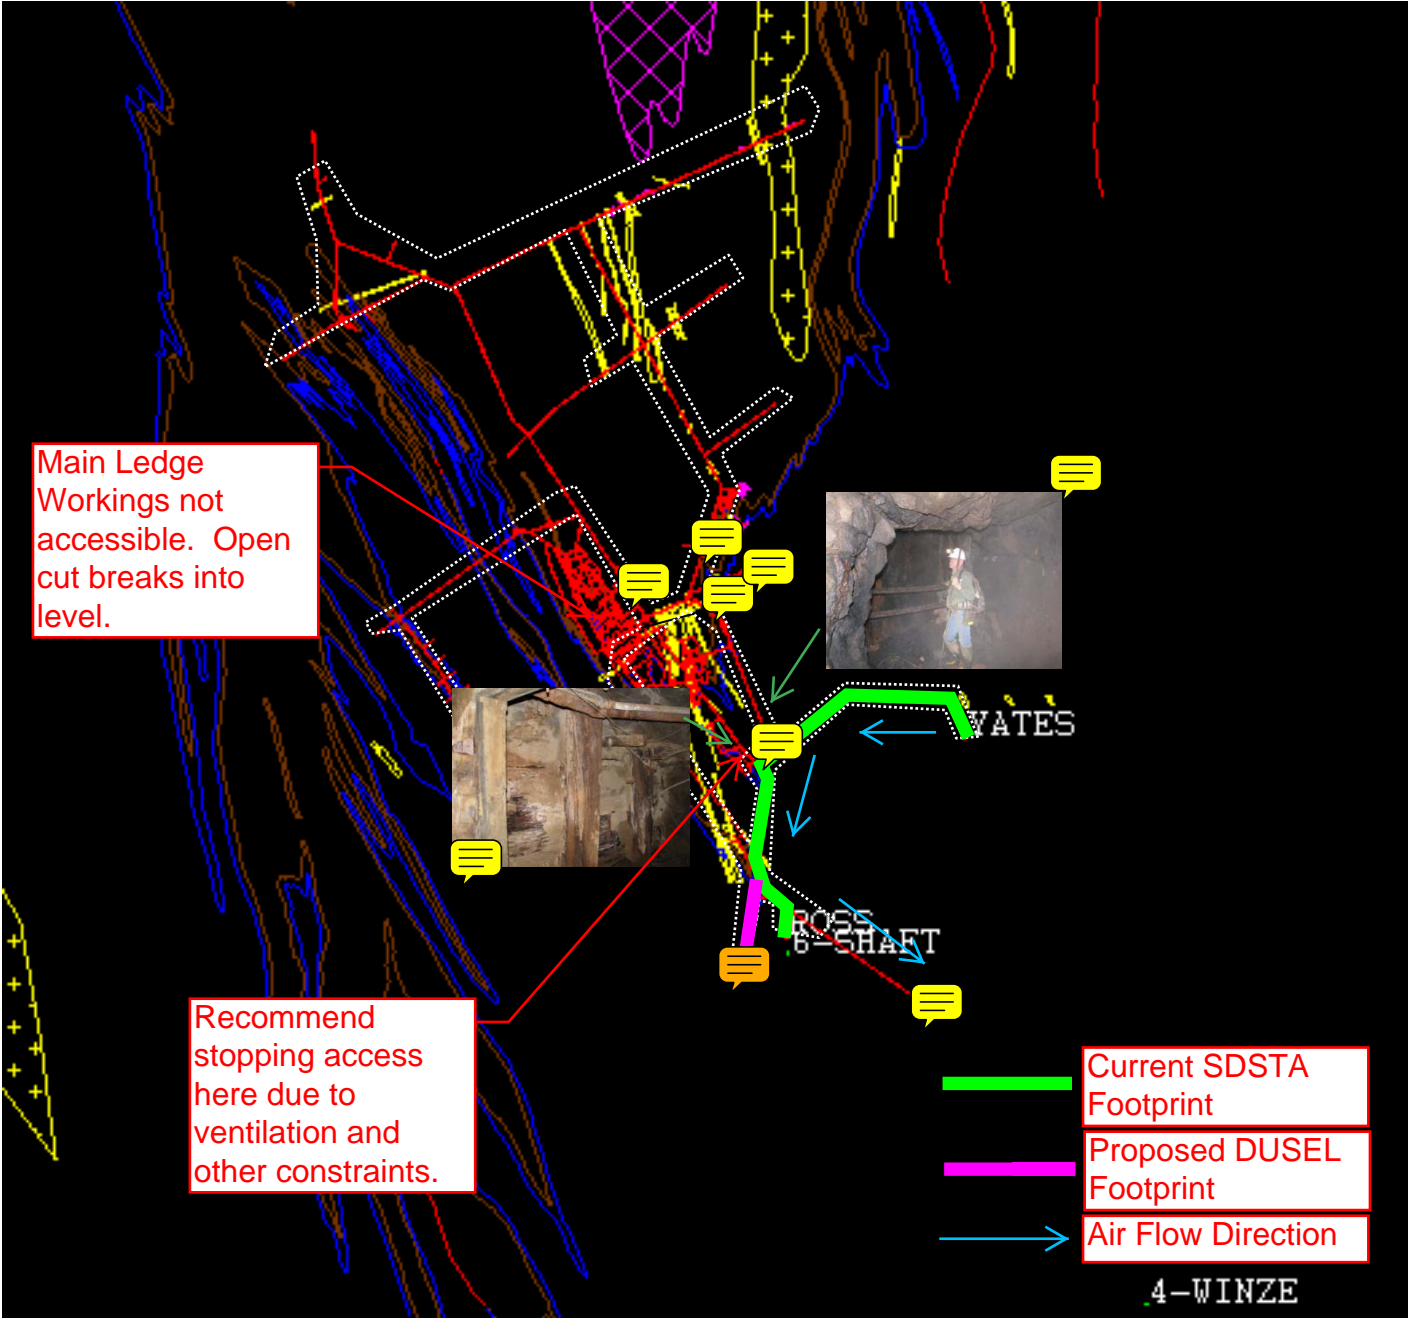 Main Ledge
Workings not
accessible.  Open
cut breaks into
level.
YATES
ROSS
6-SHAFT
Recommend
stopping access
here due to
ventilation and
other constraints.
Current SDSTA
Footprint
Proposed DUSEL
Footprint
Air Flow Direction
4-WINZE